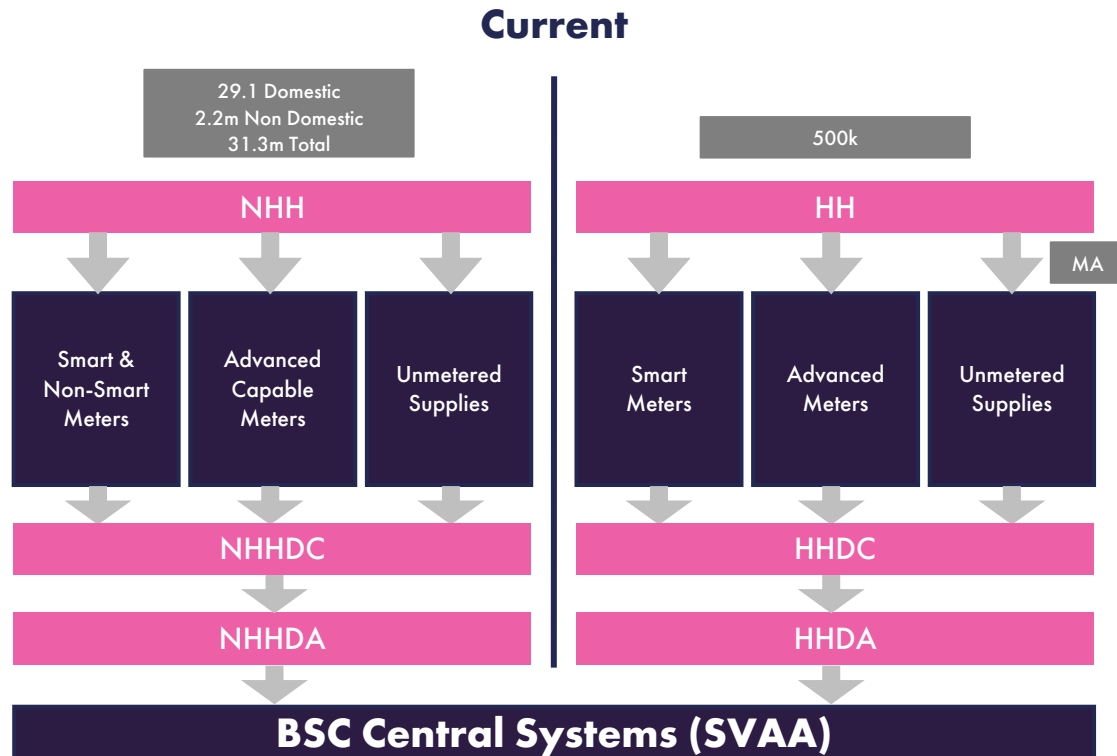 Current
29.1 Domestic
2.2m Non Domestic
31.3m Total
500k
NHH
HH
MA
Smart &
Non-Smart
Meters
Advanced
Capable
Meters
Unmetered
Supplies
Smart
Meters
Advanced
Meters
Unmetered
Supplies
NHHDC
HHDC
NHHDA
HHDA
BSC Central Systems (SVAA)